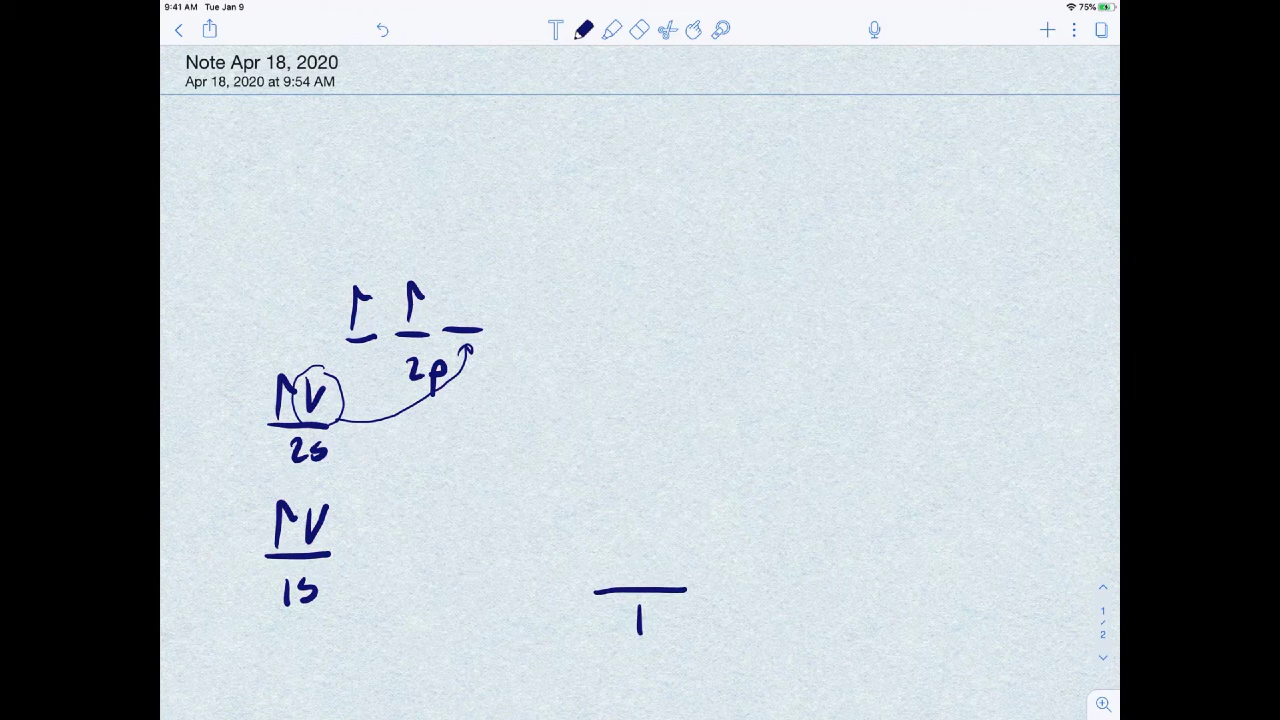 9:41 AM Tue Jan 9
75%
T
Note Apr 18, 2020
Apr 18, 2020 at 9:54 AM
2p
2s
1s
1
1
2